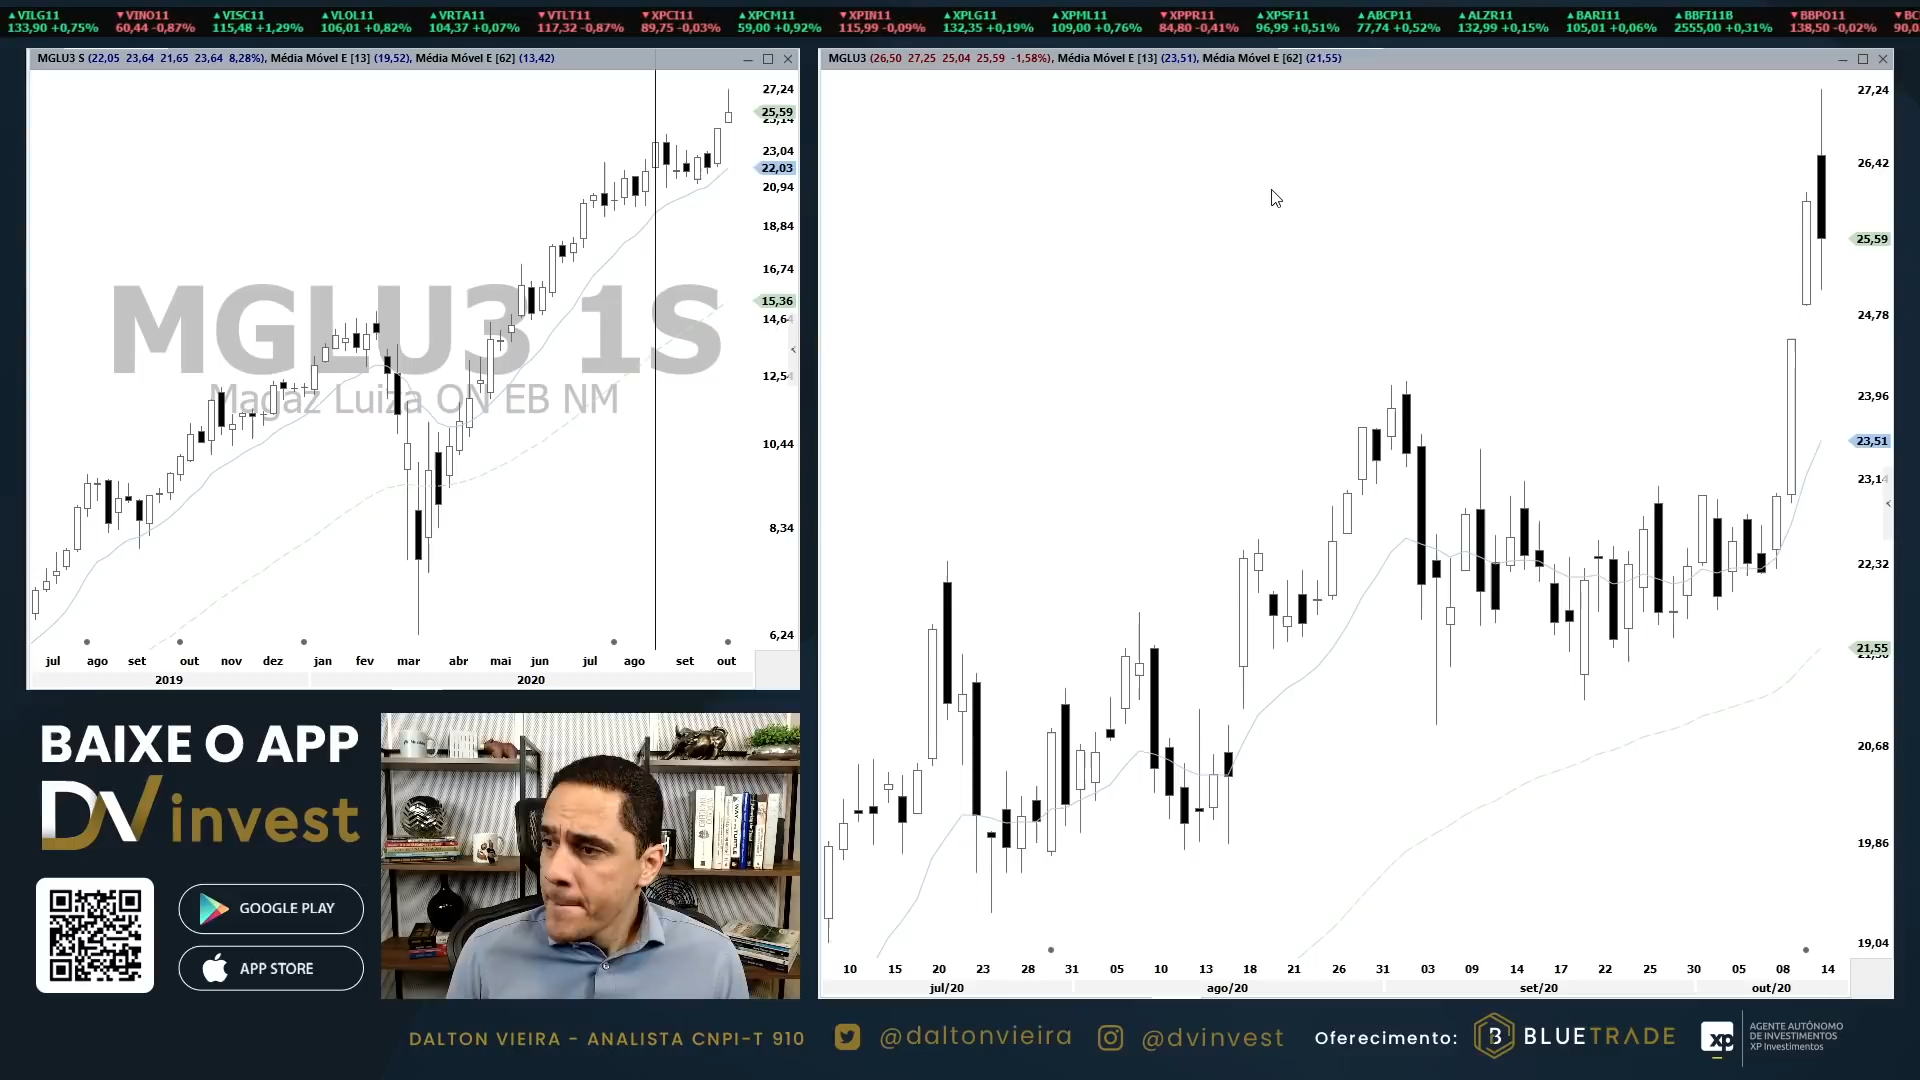 ▲VILG11 ▼VINO11 ▲VISC11 ▲VLOL11 ▲VRTA11 ▼VTLT11 ▼XPCI11 ▲XPCM11 ▼XPIN11 ▲XPLG11 ▲XPML11 ▼XPPR11 ▲XPSF11 ▲ABCP11 ▲ALZR11 ▲BARI11 ▲BBFI11B ▼BBPO11
133,90 +0,75% 60,44 -0,87% 115,48 +1,29% 106,01 +0,82% 104,37 +0,07% 117,32 -0,87% 89,75 -0,03% 59,00 +0,92% 115,99 -0,09% 132,35 +0,19% 109,00 +0,76% 84,80 -0,41% 96,99 +0,51% 77,74 +0,52% 132,99 +0,15% 105,01 +0,06% 2555,00 +0,31% 138,50 -0,02%
MGLU3 S (22,05 23,64 21,65 23,64 8,28%), Média Móvel E [13] (19,52), Média Móvel E [62] (13,42)
27,24
25,59
23,04
22,03
20,94
18,84
16,74
15,36
14,64
12,54
10,44
8,34
6,24
MGLU3 1S
Magaz Luiza ON EB NM
jul ago set out nov dez jan fev mar abr mai jun jul ago set out
2019 2020
MGLU3 (26,50 27,25 25,04 25,59 -1,58%), Média Móvel E [13] (23,51), Média Móvel E [62] (21,55)
27,24
26,42
25,59
24,78
23,96
23,51
23,14
22,32
21,55
20,68
19,86
19,04
10 15 20 23 28 31 05 10 13 18 21 26 31 03 09 14 17 22 25 30 05 08 14
jul/20 ago/20 set/20 out/20
BAIXE O APP
DV invest
GOOGLE PLAY
APP STORE
DALTON VIEIRA - ANALISTA CNPI-T 910
@daltonvieira
@dvinvest
Oferecimento:
BLUETRADE
xp
AGENTE AUTÔNOMO
DE INVESTIMENTOS
XP Investimentos